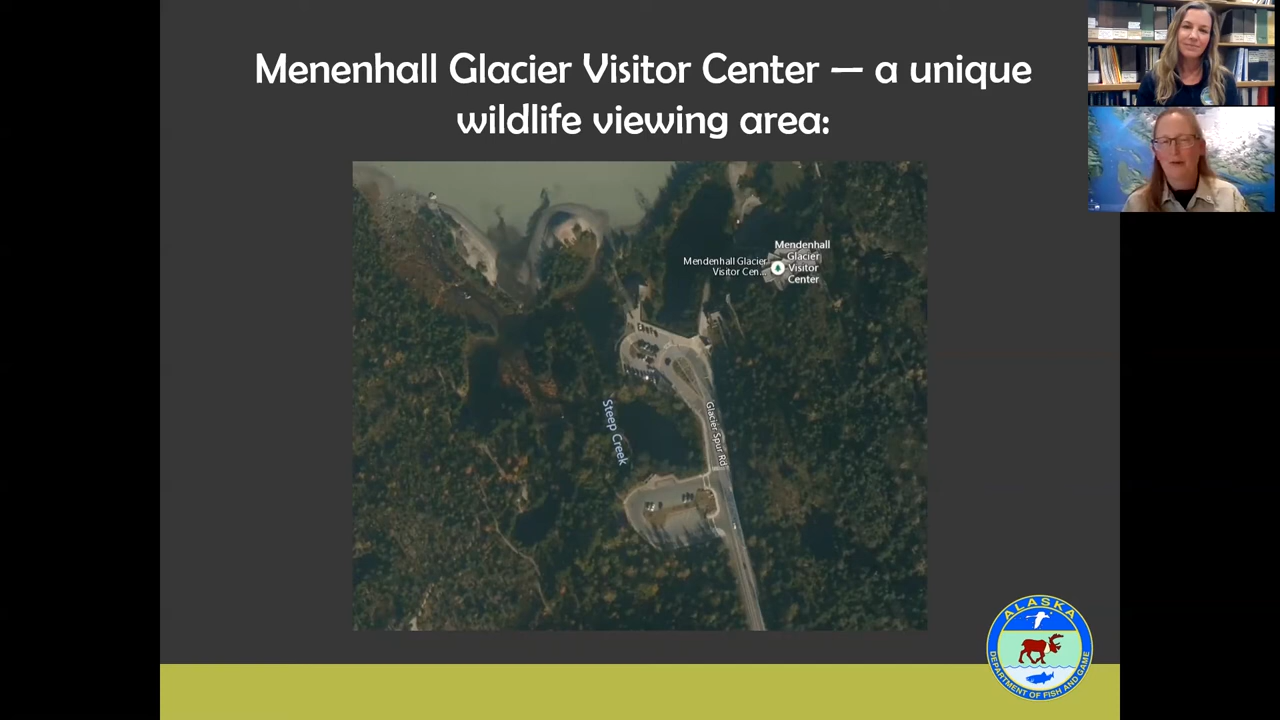 Menenhall Glacier Visitor Center — a unique
wildlife viewing area:
Mendenhall Glacier
Visitor Cen...
Mendenhall
Glacier
Visitor
Center
Steep Creek
Glacier Spur Rd
ALASKA
DEPARTMENT OF FISH AND GAME